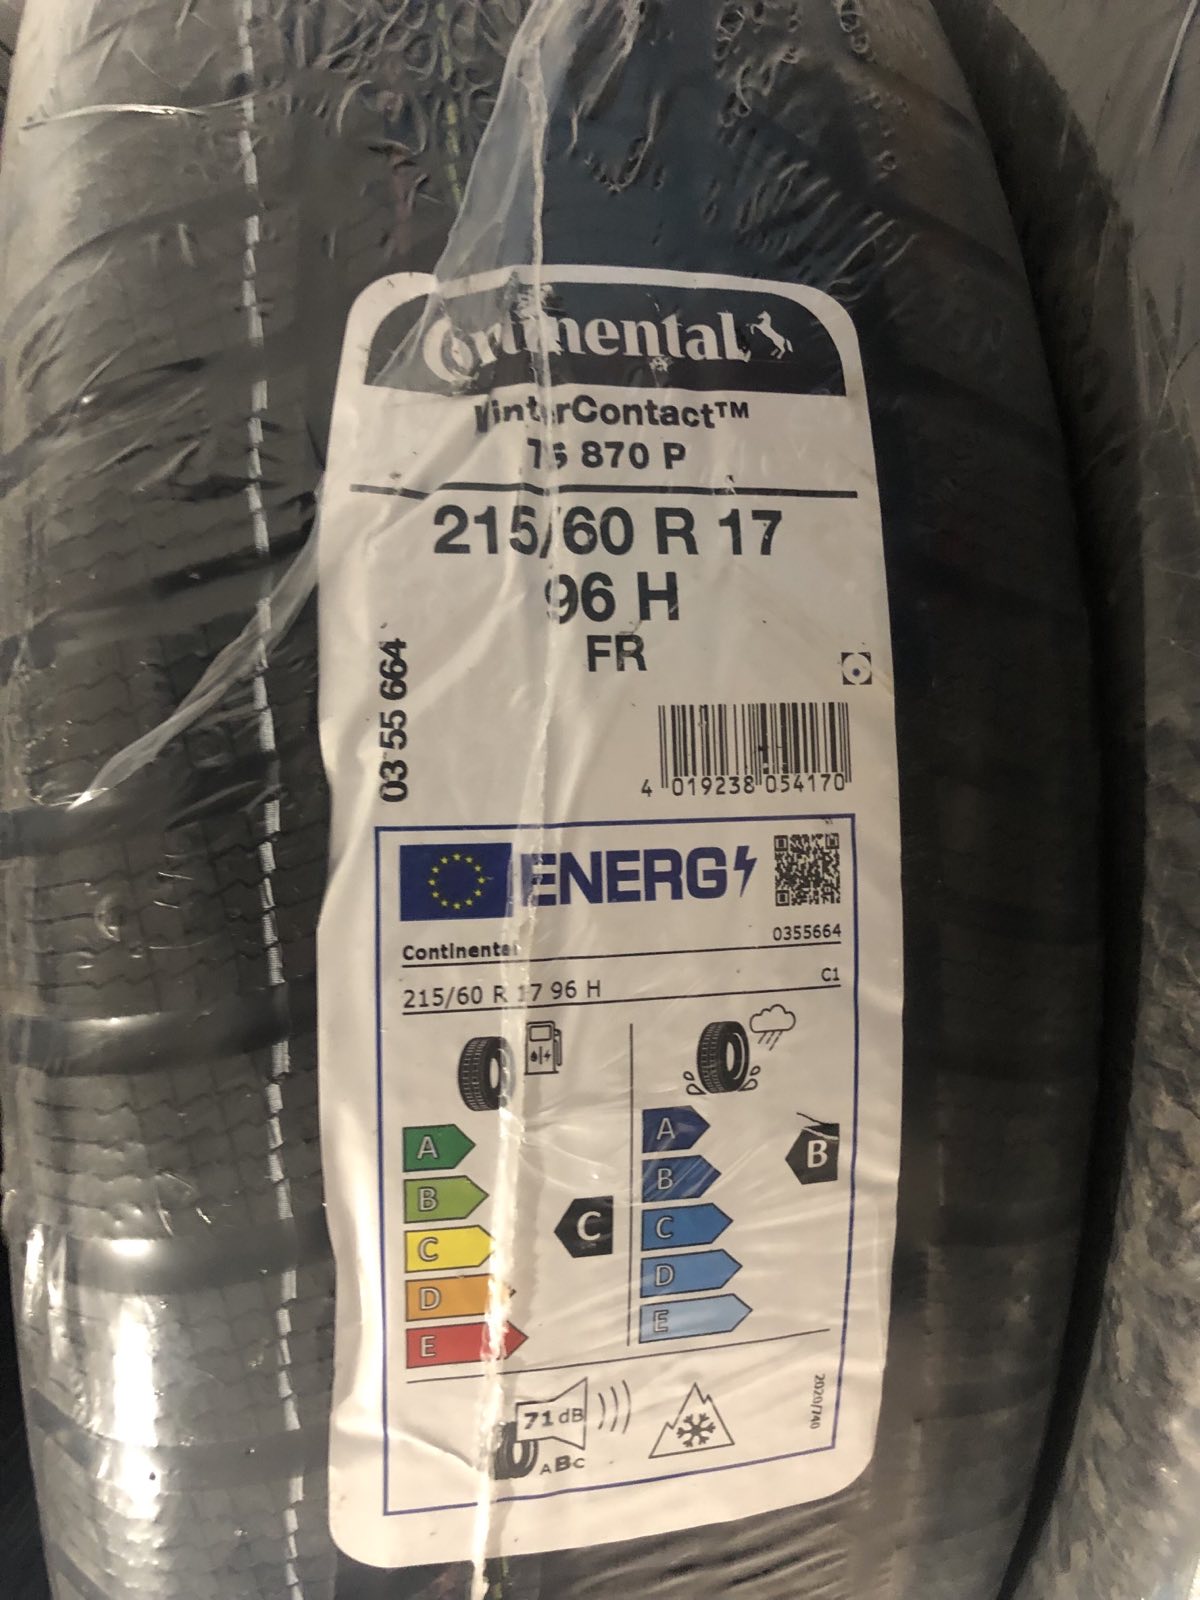 Continental
WinterContact™
TS 870 P
215/60 R 17
96 H
FR
03 55 664
4 019238 054170
ENERG
Continental
0355664
215/60 R 17 96 H
C1
A
B
C
D
E
C
A
B
C
D
E
B
71 dB
ABC
2020/740